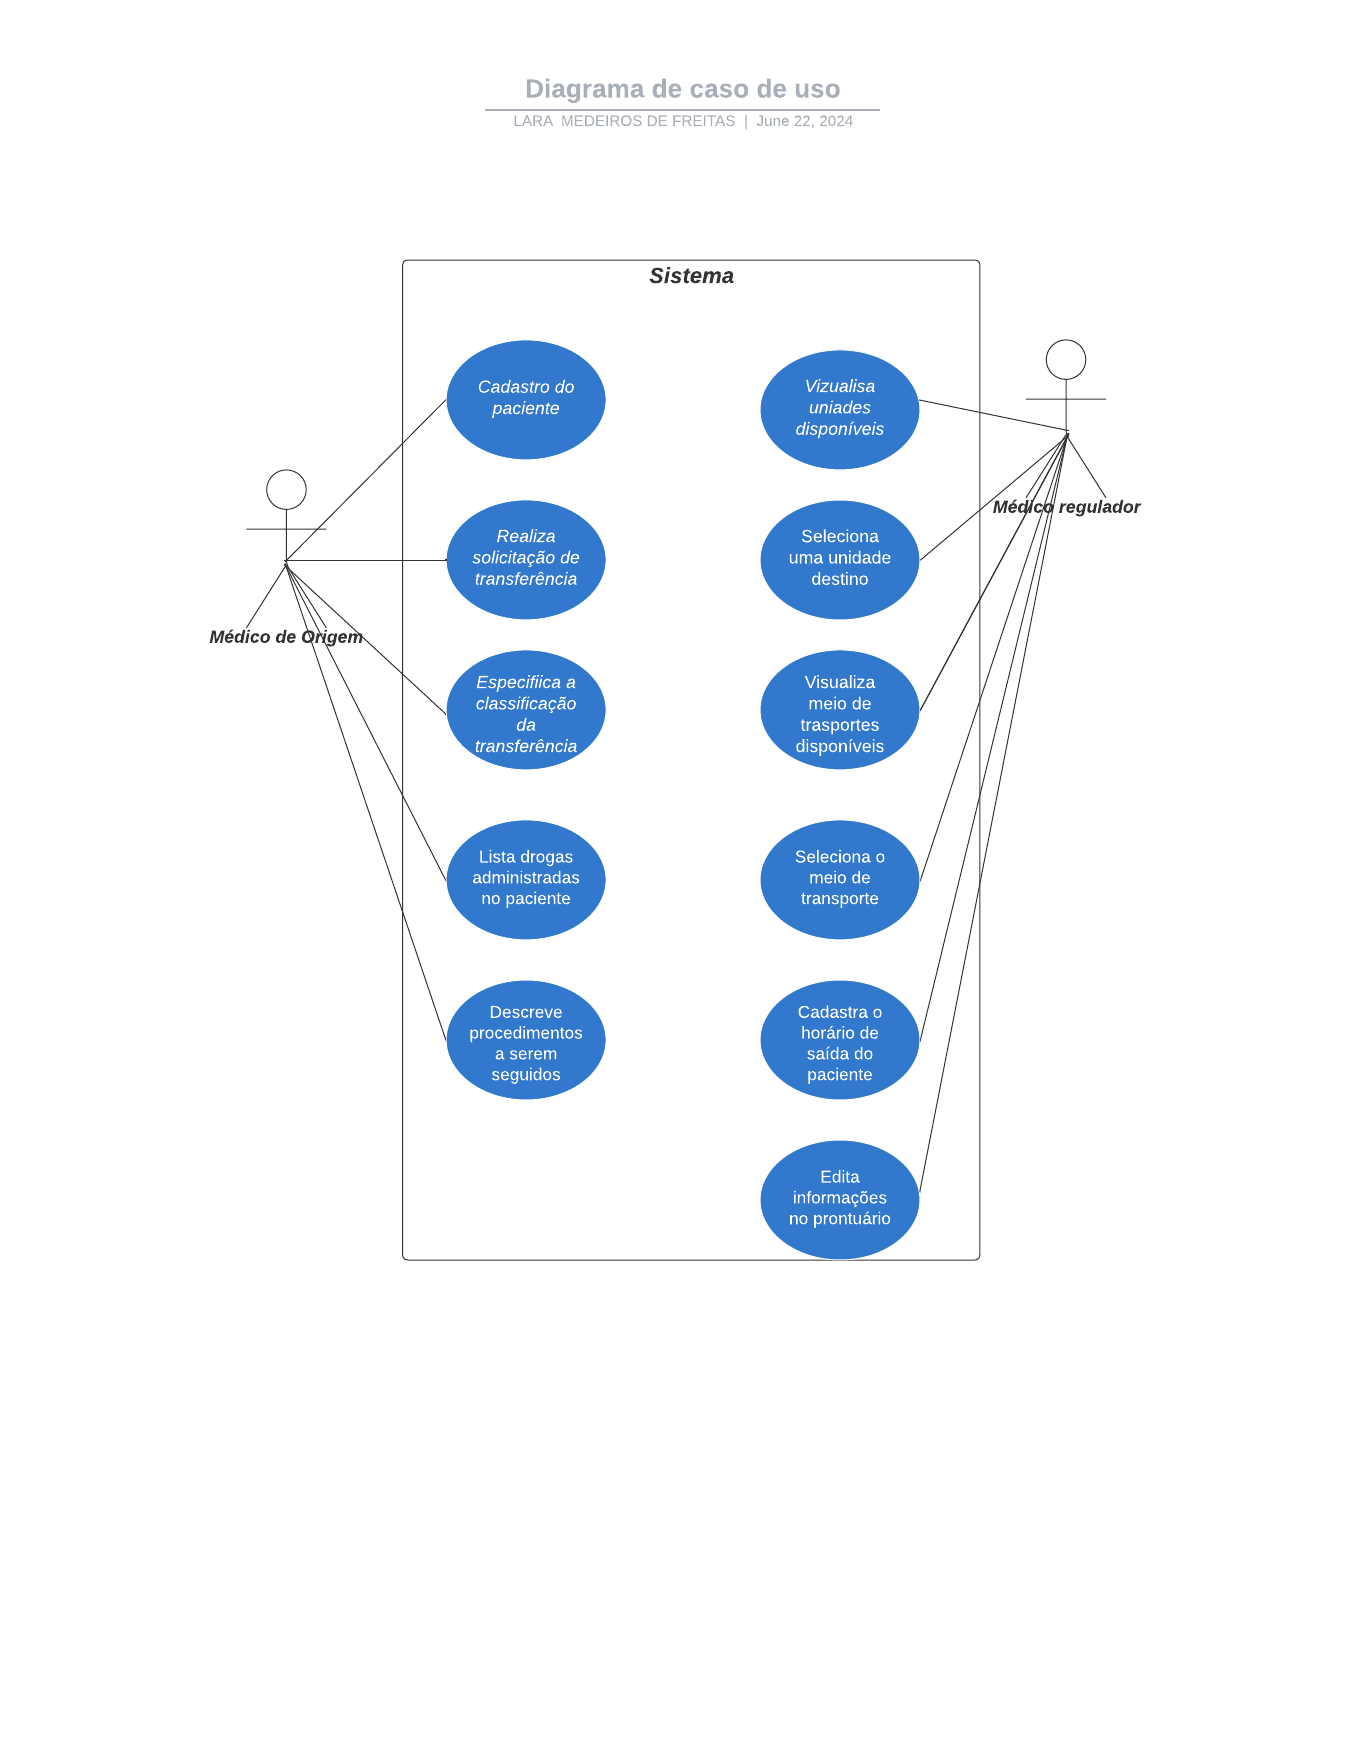 Diagrama de caso de uso
LARA MEDEIROS DE FREITAS | June 22, 2024
Sistema
Cadastro do
paciente
Realiza
solicitação de
transferência
Especifiica a
classificação
da
transferência
Lista drogas
administradas
no paciente
Descreve
procedimentos
a serem
seguidos
Vizualisa
uniades
disponíveis
Seleciona
uma unidade
destino
Visualiza
meio de
trasportes
disponíveis
Seleciona o
meio de
transporte
Cadastra o
horário de
saída do
paciente
Edita
informações
no prontuário
Médico de Origem
Médico regulador